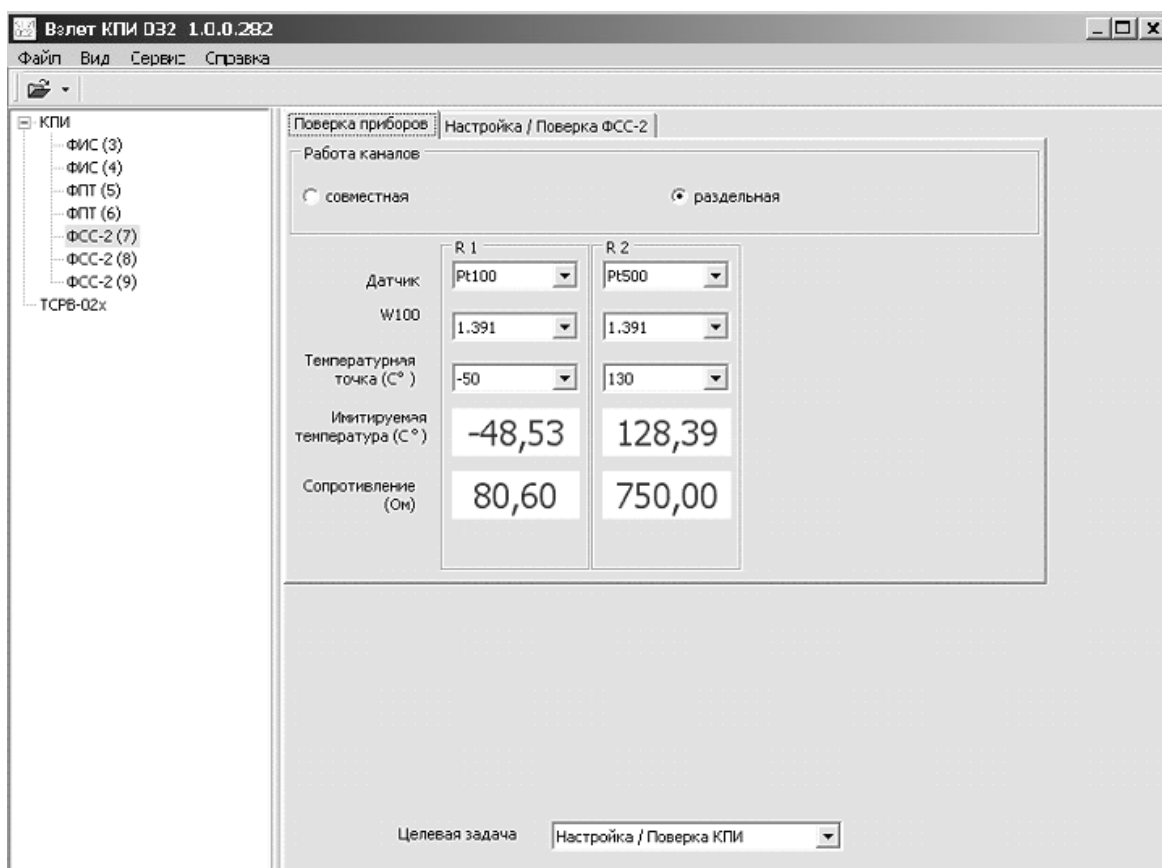 Взлет КПИ 032 1.0.0.282
Файл Вид Сервис Справка
КПИ
ФИС (3)
ФИС (4)
ФПТ (5)
ФПТ (6)
ФСС-2 (7)
ФСС-2 (8)
ФСС-2 (9)
ТСРВ-02x
Поверка приборов Настройка / Поверка ФСС-2
Работа каналов
совместная раздельная
R 1 R 2
Датчик Pt100 Pt500
W100 1.391 1.391
Температурная
точка (C° ) -50 130
Имитируемая
температура (C°) -48,53 128,39
Сопротивление
(Ом) 80,60 750,00
Целевая задача Настройка / Поверка КПИ